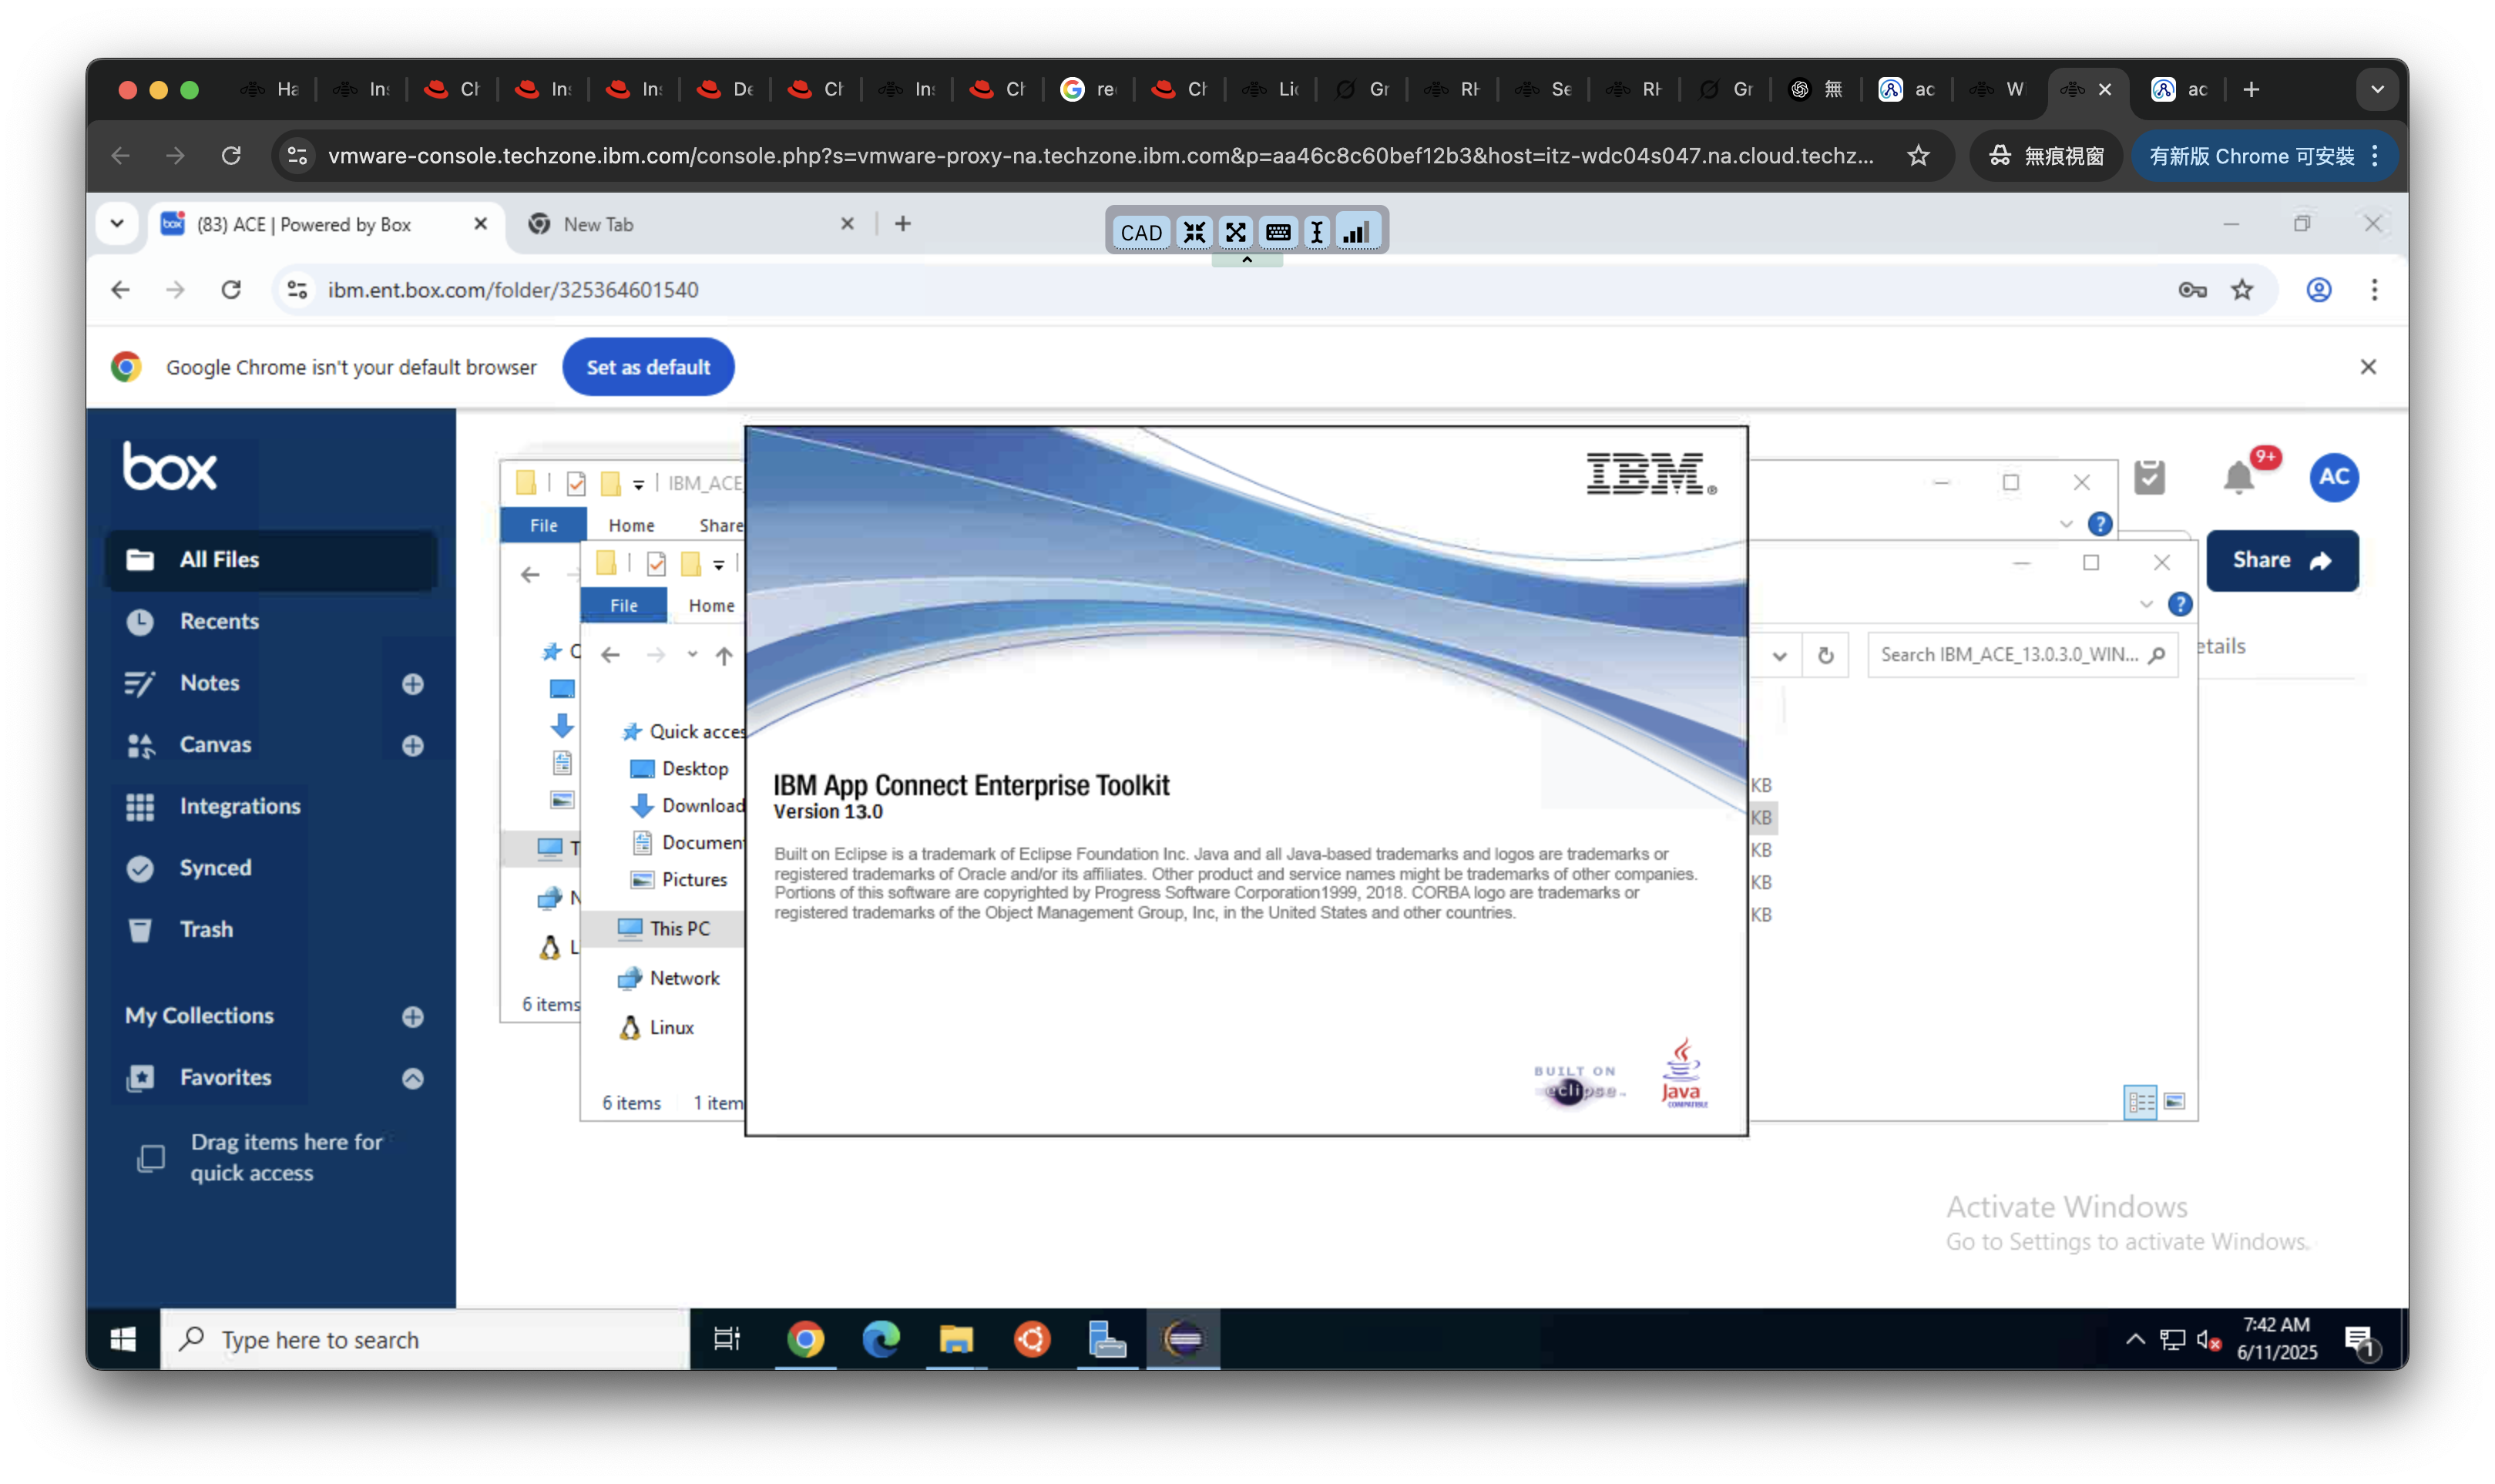 Ha
In
Ch
In
In
De
Ch
In
Ch
re
Ch
Lic
Gr
RH
Se
RH
Gr
無
ac
W
ac
vmware-console.techzone.ibm.com/console.php?s=vmware-proxy-na.techzone.ibm.com&p=aa46c8c60bef12b3&host=itz-wdc04s047.na.cloud.techz...
無痕視窗
有新版 Chrome 可安裝
box
(83) ACE | Powered by Box
New Tab
CAD
ibm.ent.box.com/folder/325364601540
Google Chrome isn't your default browser
Set as default
box
All Files
Recents
Notes
Canvas
Integrations
Synced
Trash
My Collections
Favorites
Drag items here for
quick access
IBM_ACE
File
Home
Share
6 items
File
Home
Quick acces
Desktop
Download
Documen
Pictures
This PC
Network
Linux
6 items
1 item
IBM®
IBM App Connect Enterprise Toolkit
Version 13.0
Built on Eclipse is a trademark of Eclipse Foundation Inc. Java and all Java-based trademarks and logos are trademarks or
registered trademarks of Oracle and/or its affiliates. Other product and service names might be trademarks of other companies.
Portions of this software are copyrighted by Progress Software Corporation1999, 2018. CORBA logo are trademarks or
registered trademarks of the Object Management Group, Inc, in the United States and other countries.
BUILT ON
eclipse™
Java
COMPATIBLE
9+
AC
Share
Search IBM_ACE_13.0.3.0_WIN...
etails
KB
KB
KB
KB
KB
Activate Windows
Go to Settings to activate Windows.
Type here to search
7:42 AM
6/11/2025
1